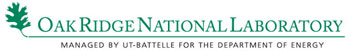 OAK RIDGE NATIONAL LABORATORY
MANAGED BY UT-BATTELLE FOR THE DEPARTMENT OF ENERGY